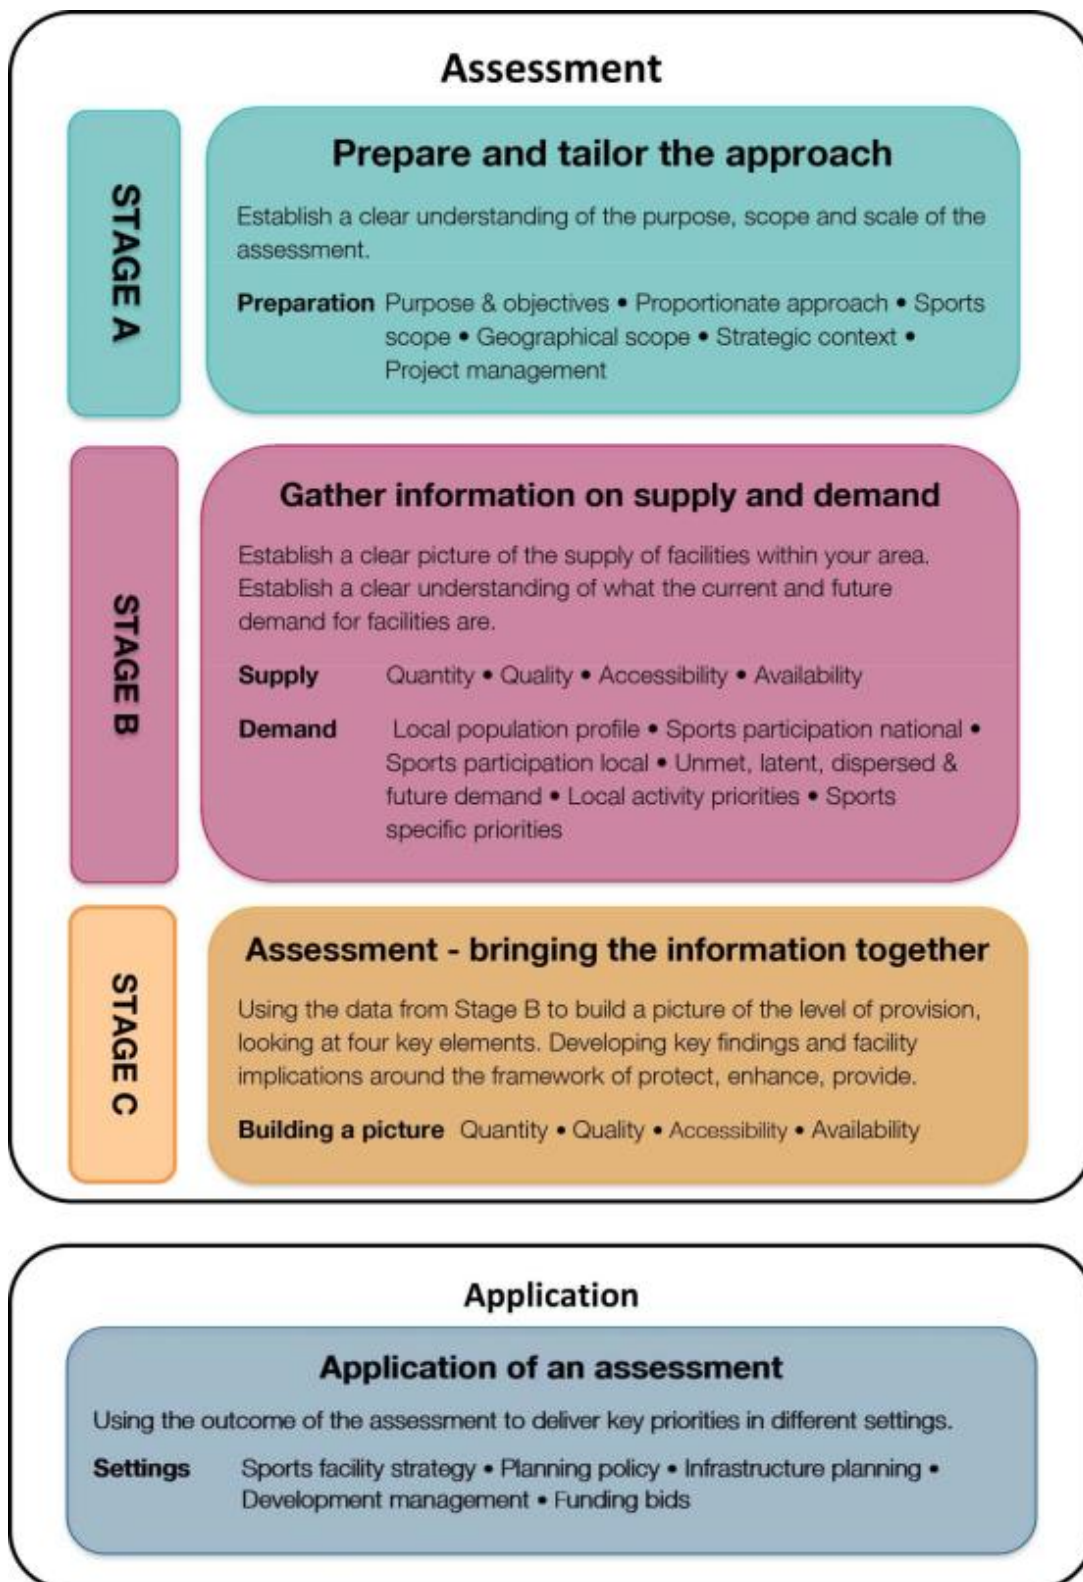 Assessment
STAGE A
Prepare and tailor the approach
Establish a clear understanding of the purpose, scope and scale of the
assessment.
Preparation Purpose & objectives • Proportionate approach • Sports
scope • Geographical scope • Strategic context •
Project management
STAGE B
Gather information on supply and demand
Establish a clear picture of the supply of facilities within your area.
Establish a clear understanding of what the current and future
demand for facilities are.
Supply Quantity • Quality • Accessibility • Availability
Demand Local population profile • Sports participation national •
Sports participation local • Unmet, latent, dispersed &
future demand • Local activity priorities • Sports
specific priorities
STAGE C
Assessment - bringing the information together
Using the data from Stage B to build a picture of the level of provision,
looking at four key elements. Developing key findings and facility
implications around the framework of protect, enhance, provide.
Building a picture Quantity • Quality • Accessibility • Availability
Application
Application of an assessment
Using the outcome of the assessment to deliver key priorities in different settings.
Settings Sports facility strategy • Planning policy • Infrastructure planning •
Development management • Funding bids